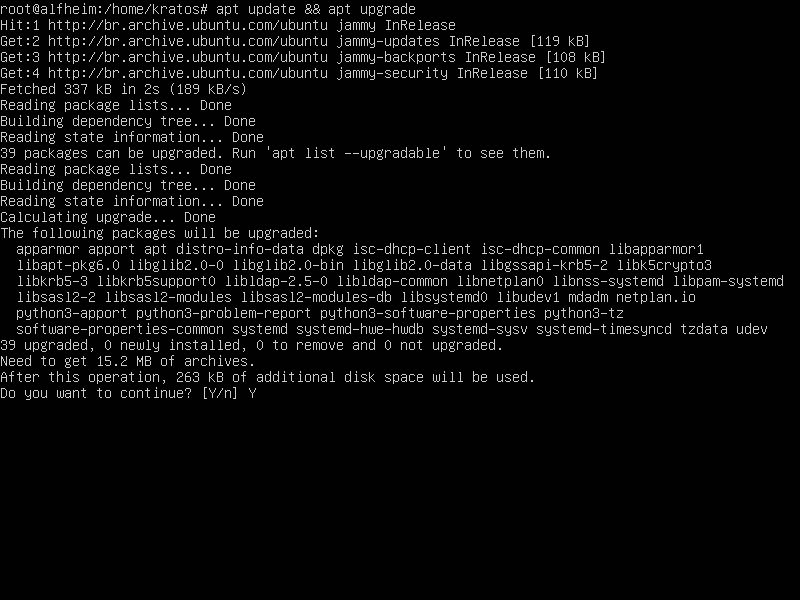 root@alfheim:/home/kratos# apt update && apt upgrade
Hit:1 http://br.archive.ubuntu.com/ubuntu jammy InRelease
Get:2 http://br.archive.ubuntu.com/ubuntu jammy-updates InRelease [119 kB]
Get:3 http://br.archive.ubuntu.com/ubuntu jammy-backports InRelease [108 kB]
Get:4 http://br.archive.ubuntu.com/ubuntu jammy-security InRelease [110 kB]
Fetched 337 kB in 2s (189 kB/s)
Reading package lists... Done
Building dependency tree... Done
Reading state information... Done
39 packages can be upgraded. Run 'apt list --upgradable' to see them.
Reading package lists... Done
Building dependency tree... Done
Reading state information... Done
Calculating upgrade... Done
The following packages will be upgraded:
  apparmor apport apt distro-info-data dpkg isc-dhcp-client isc-dhcp-common libapparmor1
  libapt-pkg6.0 libglib2.0-0 libglib2.0-bin libglib2.0-data libgssapi-krb5-2 libk5crypto3
  libkrb5-3 libkrb5support0 libldap-2.5-0 libldap-common libnetplan0 libnss-systemd libpam-systemd
  libsasl2-2 libsasl2-modules libsasl2-modules-db libsystemd0 libudev1 mdadm netplan.io
  python3-apport python3-problem-report python3-software-properties python3-tz
  software-properties-common systemd systemd-hwe-hwdb systemd-sysv systemd-timesyncd tzdata udev
39 upgraded, 0 newly installed, 0 to remove and 0 not upgraded.
Need to get 15.2 MB of archives.
After this operation, 263 kB of additional disk space will be used.
Do you want to continue? [Y/n] Y